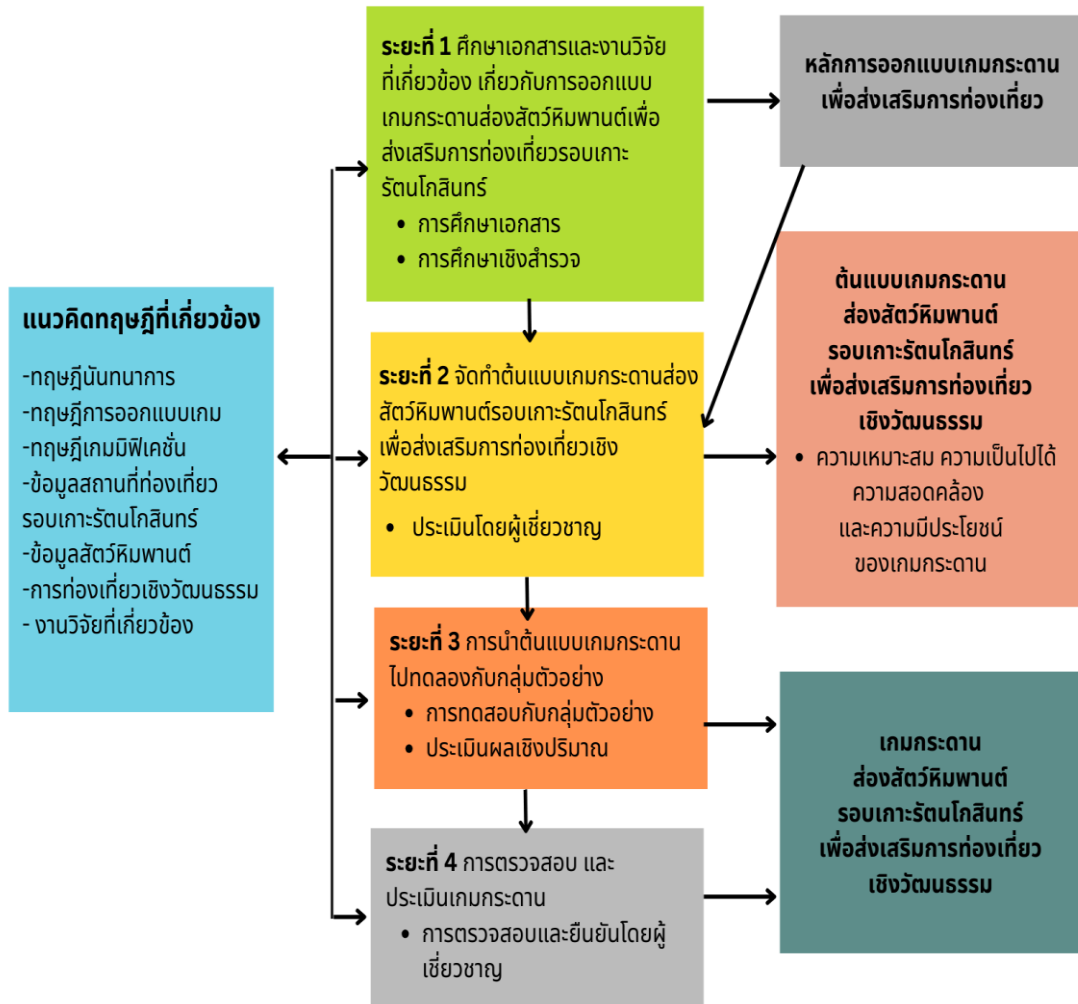 แนวคิดทฤษฎีที่เกี่ยวข้อง
-ทฤษฎีนันทนาการ
-ทฤษฎีการออกแบบเกม
-ทฤษฎีเกมมิฟิเคชั่น
-ข้อมูลสถานที่ท่องเที่ยว
รอบเกาะรัตนโกสินทร์
-ข้อมูลสัตว์หิมพานต์
-การท่องเที่ยวเชิงวัฒนธรรม
- งานวิจัยที่เกี่ยวข้อง
ระยะที่ 1 ศึกษาเอกสารและงานวิจัย
ที่เกี่ยวข้อง เกี่ยวกับการออกแบบ
เกมกระดานส่องสัตว์หิมพานต์เพื่อ
ส่งเสริมการท่องเที่ยวรอบเกาะ
รัตนโกสินทร์
• การศึกษาเอกสาร
• การศึกษาเชิงสำรวจ
หลักการออกแบบเกมกระดาน
เพื่อส่งเสริมการท่องเที่ยว
ระยะที่ 2 จัดทำต้นแบบเกมกระดานส่อง
สัตว์หิมพานต์รอบเกาะรัตนโกสินทร์
เพื่อส่งเสริมการท่องเที่ยวเชิง
วัฒนธรรม
• ประเมินโดยผู้เชี่ยวชาญ
ต้นแบบเกมกระดาน
ส่องสัตว์หิมพานต์
รอบเกาะรัตนโกสินทร์
เพื่อส่งเสริมการท่องเที่ยว
เชิงวัฒนธรรม
• ความเหมาะสม ความเป็นไปได้
ความสอดคล้อง
และความมีประโยชน์
ของเกมกระดาน
ระยะที่ 3 การนำต้นแบบเกมกระดาน
ไปทดลองกับกลุ่มตัวอย่าง
• การทดสอบกับกลุ่มตัวอย่าง
• ประเมินผลเชิงปริมาณ
ระยะที่ 4 การตรวจสอบ และ
ประเมินเกมกระดาน
• การตรวจสอบและยืนยันโดยผู้
เชี่ยวชาญ
เกมกระดาน
ส่องสัตว์หิมพานต์
รอบเกาะรัตนโกสินทร์
เพื่อส่งเสริมการท่องเที่ยว
เชิงวัฒนธรรม